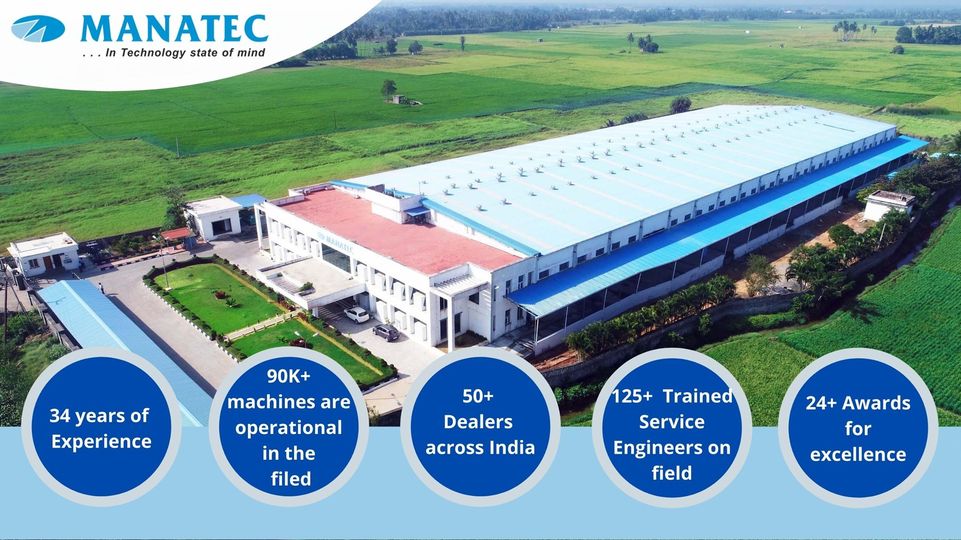 MANATEC
. . . In Technology state of mind
MANATEC
34 years of
Experience
90K+
machines are
operational
in the
filed
50+
Dealers
across India
125+ Trained
Service
Engineers on
field
24+ Awards
for
excellence